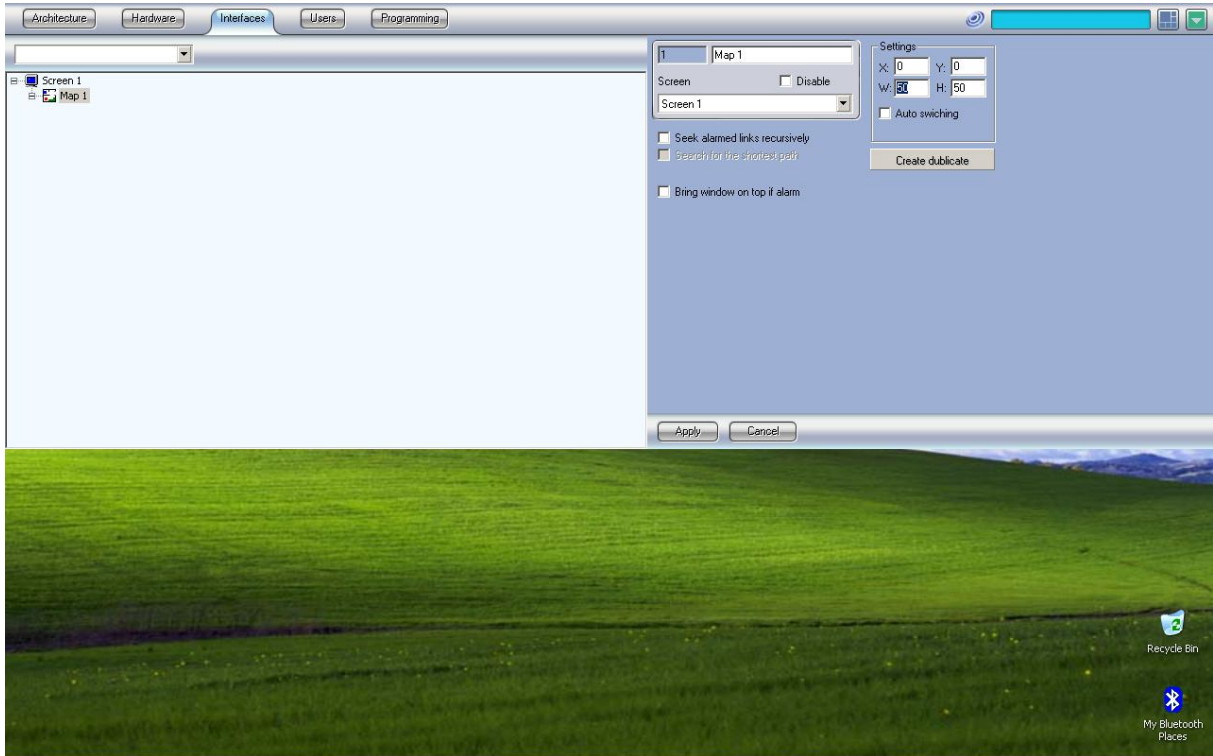 Architecture Hardware Interfaces Users Programming
Screen 1
Map 1
1 Map 1
Screen Disable
Screen 1
Seek alarmed links recursively
Search for the shortest path
Bring window on top if alarm
Settings
X: 0 Y: 0
W: 50 H: 50
Auto swiching
Create dublicate
Apply Cancel
Recycle Bin
My Bluetooth
Places